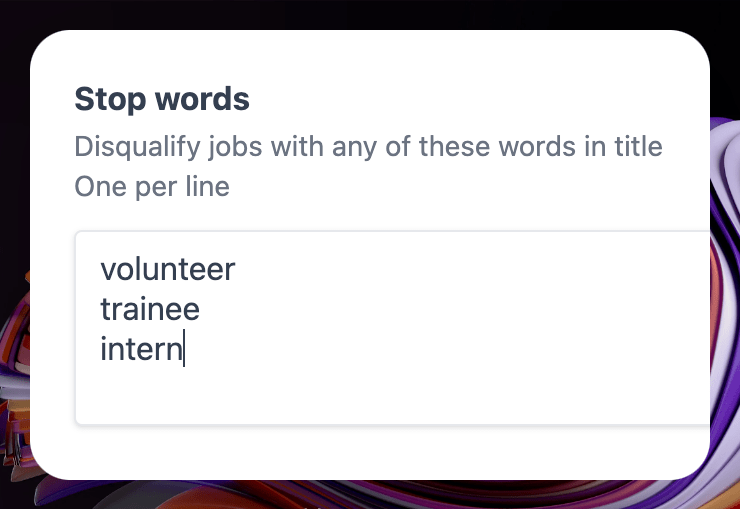 Stop words
Disqualify jobs with any of these words in title
One per line
volunteer
trainee
intern